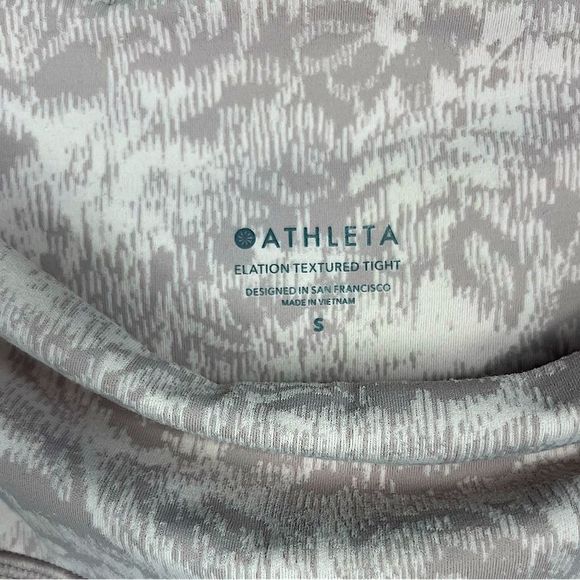 ATHLETA
ELATION TEXTURED TIGHT
DESIGNED IN SAN FRANCISCO
MADE IN VIETNAM
S